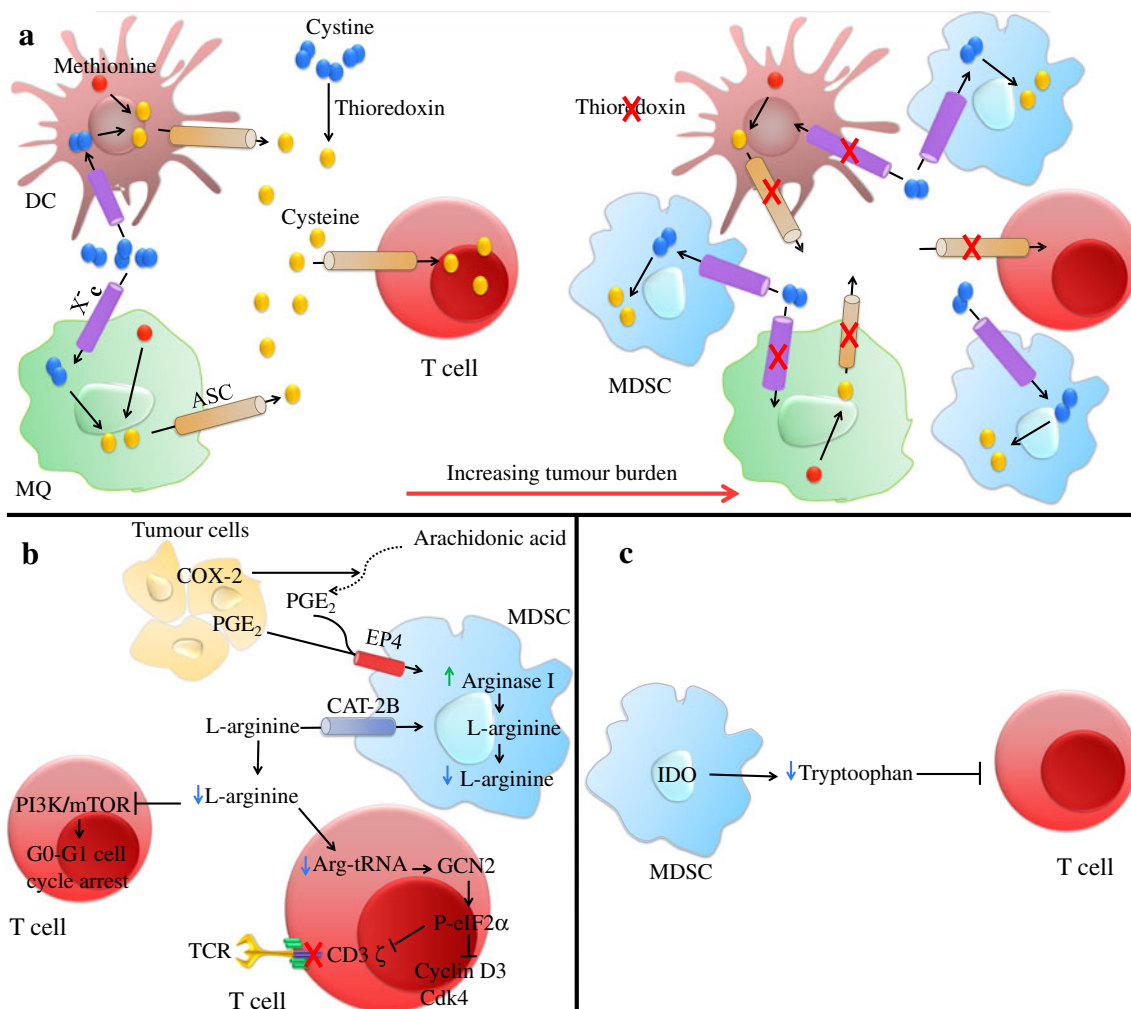 a
Cystine
Methionine
Thioredoxin
DC
Cysteine
X⁻c
ASC
T cell
MQ
Thioredoxin
MDSC
Increasing tumour burden
b
Tumour cells
Arachidonic acid
COX-2
PGE₂
PGE₂
MDSC
EP4
Arginase I
CAT-2B
L-arginine
L-arginine
L-arginine
L-arginine
PI3K/mTOR
G0-G1 cell
cycle arrest
T cell
Arg-tRNA
GCN2
P-eIF2α
TCR
CD3 ζ
Cyclin D3
Cdk4
T cell
c
IDO
Tryptoophan
MDSC
T cell